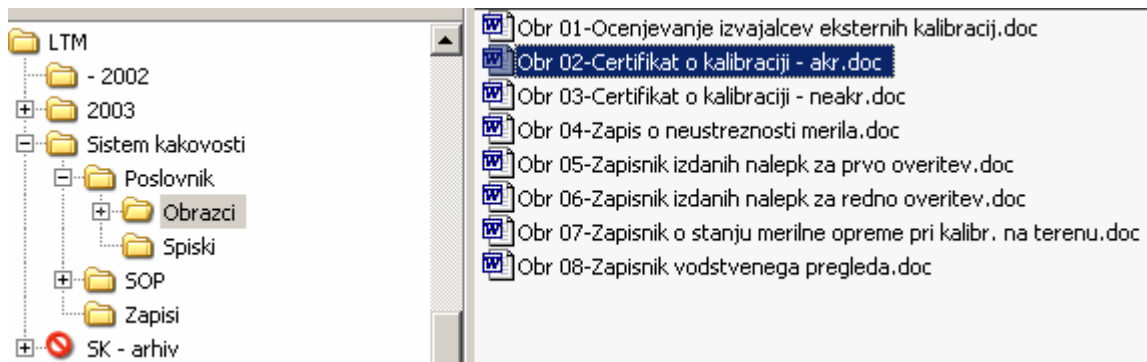 LTM
- 2002
2003
Sistem kakovosti
Poslovnik
Obrazci
Spiski
SOP
Zapisi
SK - arhiv
Obr 01-Ocenjevanje izvajalcev eksternih kalibracij.doc
Obr 02-Certifikat o kalibraciji - akr.doc
Obr 03-Certifikat o kalibraciji - neakr.doc
Obr 04-Zapis o neustreznosti merila.doc
Obr 05-Zapisnik izdanih nalepk za prvo overitev.doc
Obr 06-Zapisnik izdanih nalepk za redno overitev.doc
Obr 07-Zapisnik o stanju merilne opreme pri kalibr. na terenu.doc
Obr 08-Zapisnik vodstvenega pregleda.doc